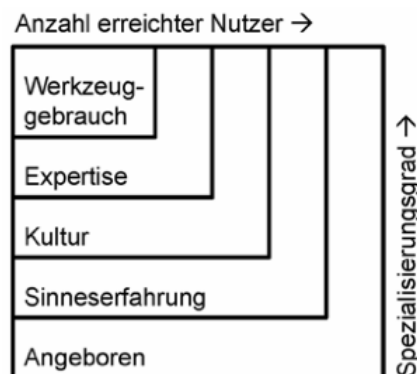 Anzahl erreichter Nutzer →
Werkzeug-
gebrauch
Expertise
Kultur
Sinneserfahrung
Angeboren
Spezialisierungsgrad →